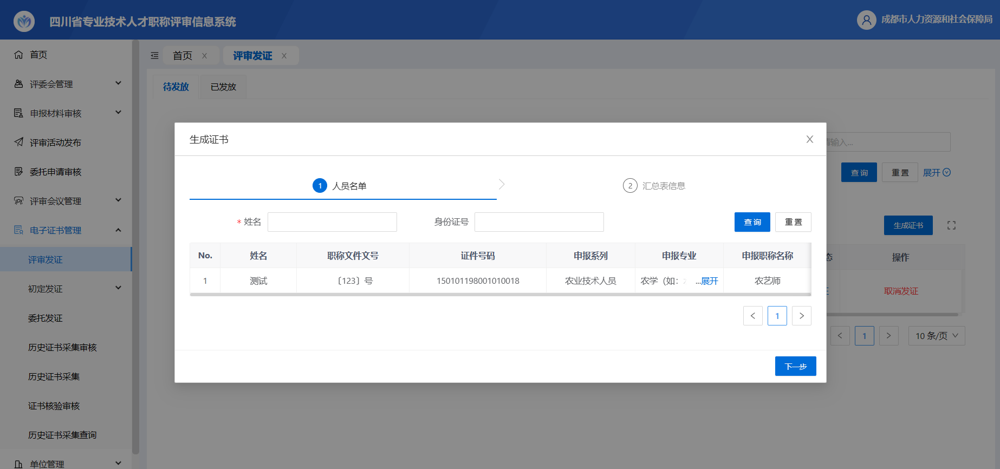 四川省专业技术人才职称评审信息系统
成都市人力资源和社会保障局
首页
评委会管理
申报材料审核
评审活动发布
委托申请审核
评审会议管理
电子证书管理
评审发证
初定发证
委托发证
历史证书采集审核
历史证书采集
证书核验审核
历史证书采集查询
单位管理
首页 X
评审发证 X
待发放 已发放
输入...
查询 重置 展开
生成证书
操作
取消发证
< 1 > 10 条/页
生成证书 X
1 人员名单
2 汇总表信息
* 姓名 身份证号 查询 重置
No. 姓名 职称文件文号 证件号码 申报系列 申报专业 申报职称名称
1 测试 〔123〕号 150101198001010018 农业技术人员 农学（如： ...展开 农艺师
< 1 >
下一步